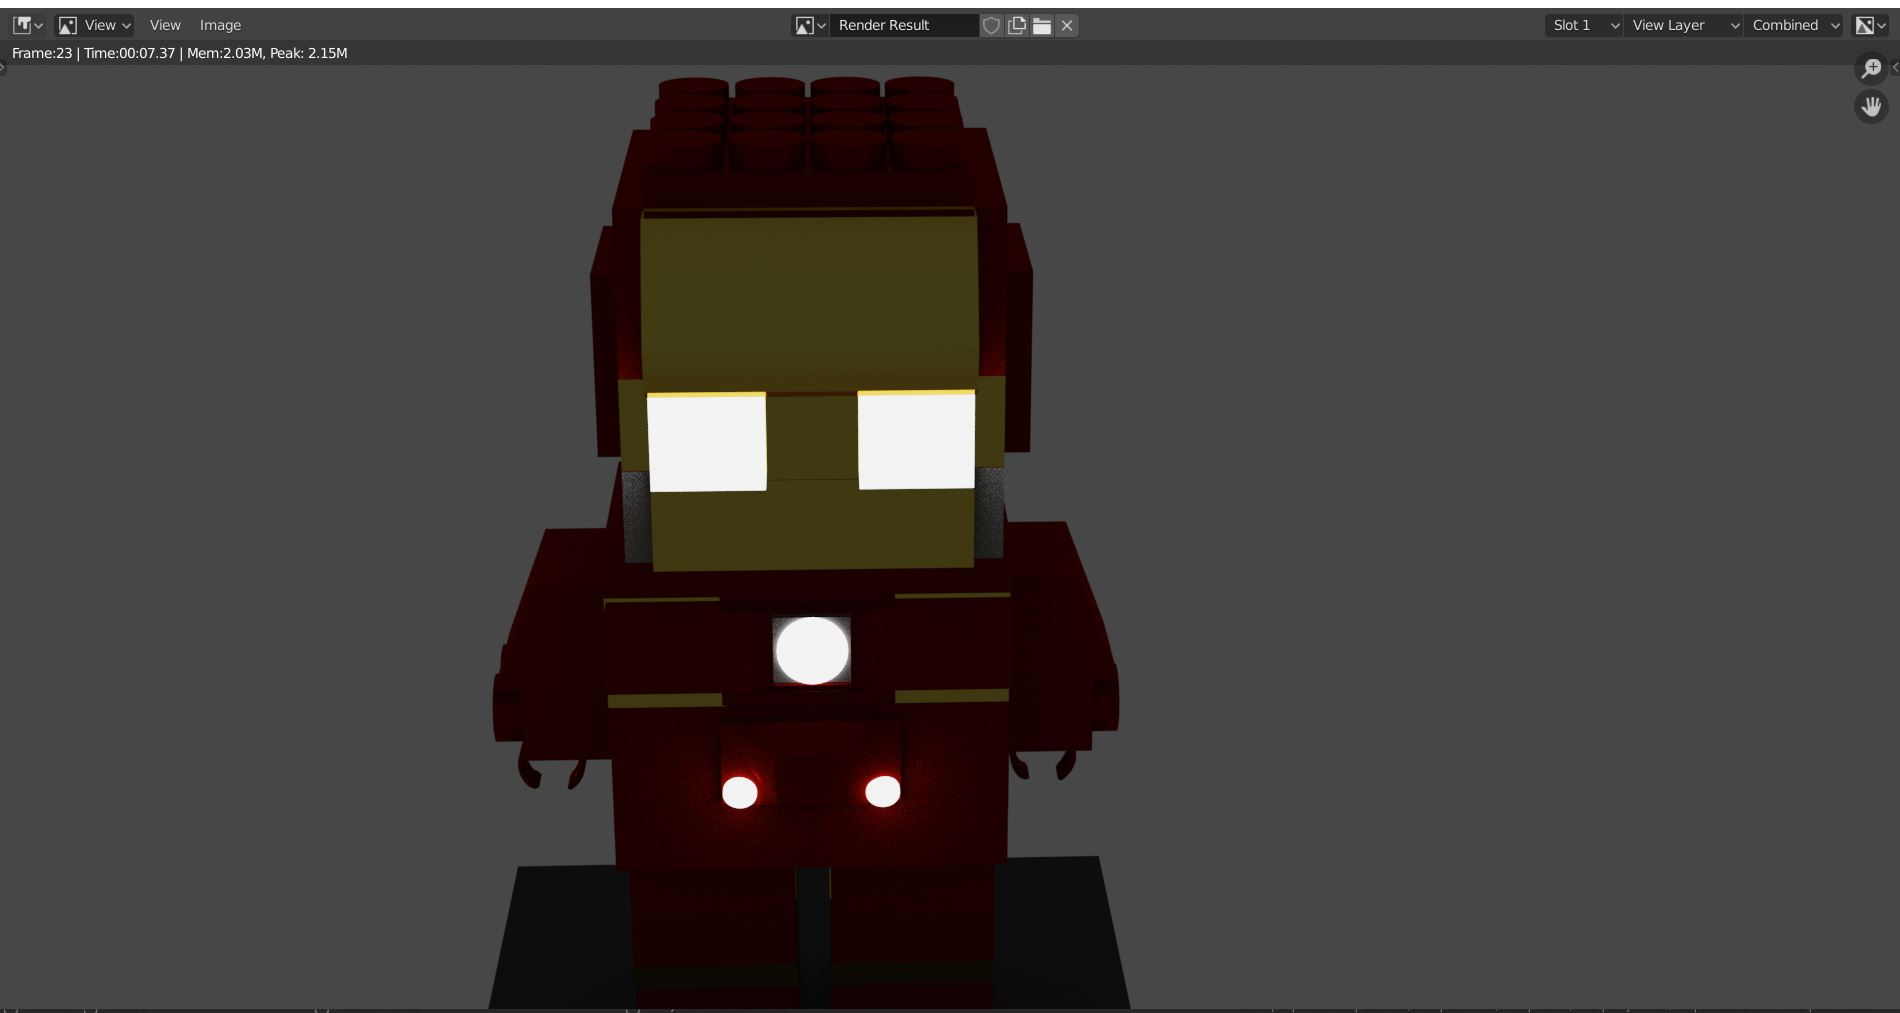 View View Image Render Result Slot 1 View Layer Combined
Frame:23 | Time:00:07.37 | Mem:2.03M, Peak: 2.15M